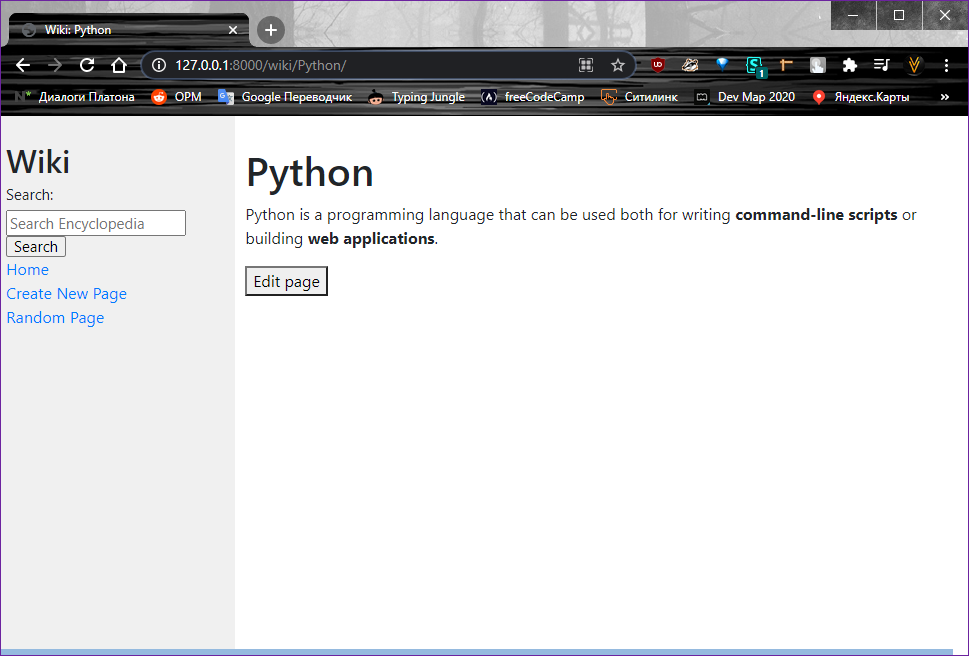 Wiki: Python
127.0.0.1:8000/wiki/Python/
1
Диалоги Платона ОРМ Google Переводчик Typing Jungle freeCodeCamp Ситилинк Dev Map 2020 Яндекс.Карты »
Wiki
Search:
Search Encyclopedia
Search
Home
Create New Page
Random Page
Python
Python is a programming language that can be used both for writing command-line scripts or
building web applications.
Edit page